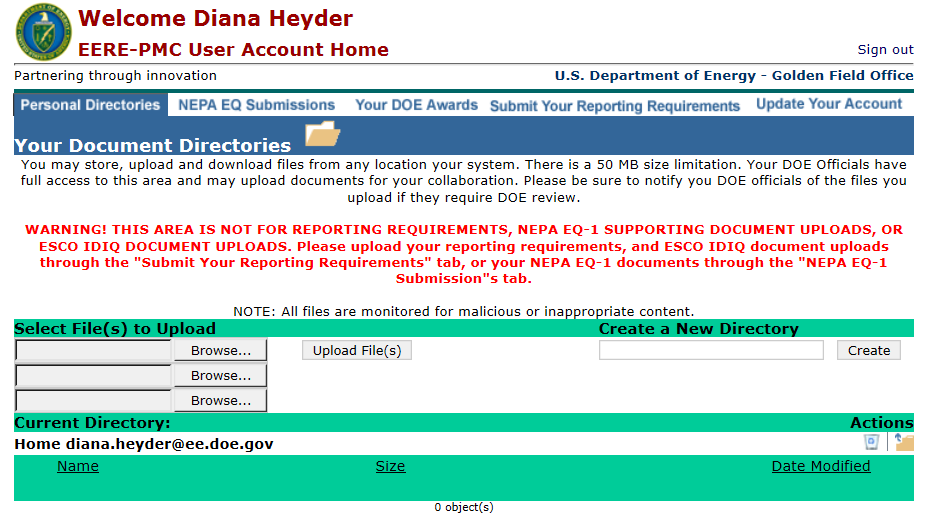 Welcome Diana Heyder
EERE-PMC User Account Home
Sign out
Partnering through innovation
U.S. Department of Energy - Golden Field Office
Personal Directories NEPA EQ Submissions Your DOE Awards Submit Your Reporting Requirements Update Your Account
Your Document Directories
You may store, upload and download files from any location your system. There is a 50 MB size limitation. Your DOE Officials have
full access to this area and may upload documents for your collaboration. Please be sure to notify you DOE officials of the files you
upload if they require DOE review.
WARNING! THIS AREA IS NOT FOR REPORTING REQUIREMENTS, NEPA EQ-1 SUPPORTING DOCUMENT UPLOADS, OR
ESCO IDIQ DOCUMENT UPLOADS. Please upload your reporting requirements, and ESCO IDIQ document uploads
through the "Submit Your Reporting Requirements" tab, or your NEPA EQ-1 documents through the "NEPA EQ-1
Submission"s tab.
NOTE: All files are monitored for malicious or inappropriate content.
Select File(s) to Upload
Create a New Directory
Browse... Upload File(s) Create
Browse...
Browse...
Current Directory: Actions
Home diana.heyder@ee.doe.gov
Name Size Date Modified
0 object(s)